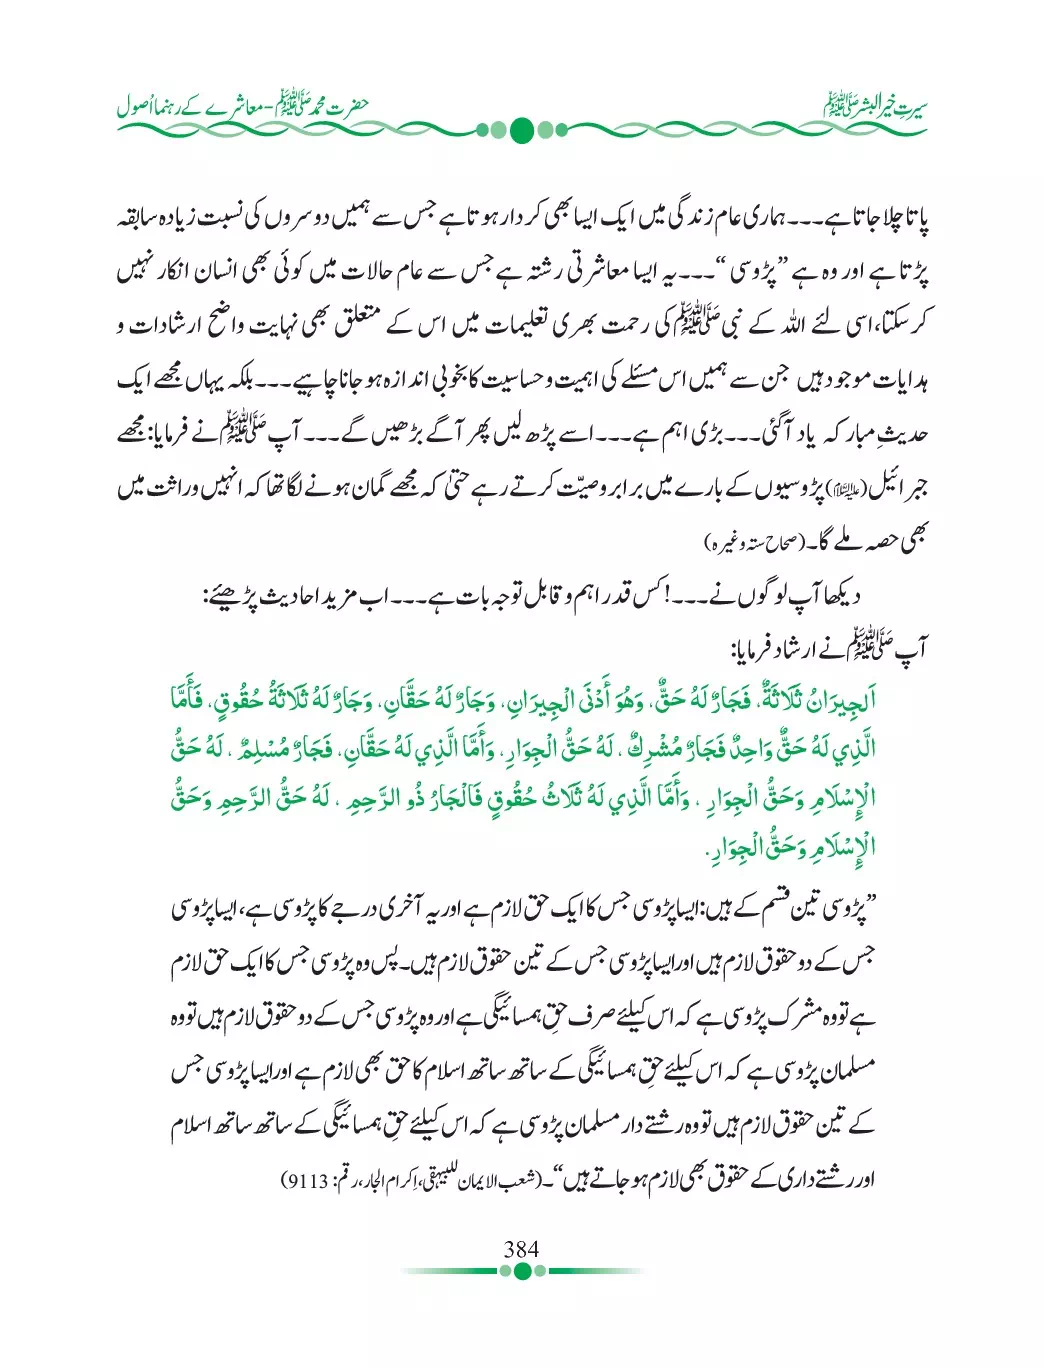 سیرتِ خیر البشر ﷺ
حضرت محمد ﷺ - معاشرے کے رہنما اُصول
پاتا چلا جاتا ہے۔۔۔ ہماری عام زندگی میں ایک ایسا بھی کردار ہوتا ہے جس سے ہمیں دوسروں کی نسبت زیادہ سابقہ
پڑتا ہے اور وہ ہے ”پڑوسی“۔۔۔ یہ ایسا معاشرتی رشتہ ہے جس سے عام حالات میں کوئی بھی انسان انکار نہیں
کر سکتا، اسی لئے اللہ کے نبی ﷺ کی رحمت بھری تعلیمات میں اس کے متعلق بھی نہایت واضح ارشادات و
ہدایات موجود ہیں جن سے ہمیں اس مسئلے کی اہمیت و حساسیت کا بخوبی اندازہ ہو جانا چاہیے۔۔۔ بلکہ یہاں مجھے ایک
حدیثِ مبارکہ یاد آگئی۔۔۔ بڑی اہم ہے۔۔۔ اسے پڑھ لیں پھر آگے بڑھیں گے۔۔۔ آپ ﷺ نے فرمایا: مجھے
جبرائیل (علیہ السلام) پڑوسیوں کے بارے میں برابر وصیّت کرتے رہے حتیٰ کہ مجھے گمان ہونے لگا تھا کہ انہیں وراثت میں
بھی حصہ ملے گا۔ (صحاح ستہ وغیرہ)
دیکھا آپ لوگوں نے۔۔۔! کس قدر اہم و قابل توجہ بات ہے۔۔۔ اب مزید احادیث پڑھئے:
آپ ﷺ نے ارشاد فرمایا:
اَلجِيرَانُ ثَلَاثَةٌ، فَجَارٌ لَهُ حَقٌّ، وَهُوَ أَدْنَى الْجِيرَانِ، وَجَارٌ لَهُ حَقَّانِ، وَجَارٌ لَهُ ثَلَاثَةُ حُقُوقٍ، فَأَمَّا
الَّذِي لَهُ حَقٌّ وَاحِدٌ فَجَارٌ مُشْرِكٌ، لَهُ حَقُّ الْجِوَارِ، وَأَمَّا الَّذِي لَهُ حَقَّانِ، فَجَارٌ مُسْلِمٌ، لَهُ حَقُّ
الْإِسْلَامِ وَحَقُّ الْجِوَارِ، وَأَمَّا الَّذِي لَهُ ثَلَاثُ حُقُوقٍ فَالْجَارُ ذُو الرَّحِمِ، لَهُ حَقُّ الرَّحِمِ وَحَقُّ
الْإِسْلَامِ وَحَقُّ الْجِوَارِ.
”پڑوسی تین قسم کے ہیں: ایسا پڑوسی جس کا ایک حق لازم ہے اور یہ آخری درجے کا پڑوسی ہے، ایسا پڑوسی
جس کے دو حقوق لازم ہیں اور ایسا پڑوسی جس کے تین حقوق لازم ہیں۔ پس وہ پڑوسی جس کا ایک حق لازم
ہے تو وہ مشرک پڑوسی ہے کہ اس کیلئے صرف حقِ ہمسائیگی ہے اور وہ پڑوسی جس کے دو حقوق لازم ہیں تو وہ
مسلمان پڑوسی ہے کہ اس کیلئے حقِ ہمسائیگی کے ساتھ ساتھ اسلام کا حق بھی لازم ہے اور ایسا پڑوسی جس
کے تین حقوق لازم ہیں تو وہ رشتے دار مسلمان پڑوسی ہے کہ اس کیلئے حقِ ہمسائیگی کے ساتھ ساتھ اسلام
اور رشتے داری کے حقوق بھی لازم ہو جاتے ہیں“۔ (شعب الایمان للبیہقی، اِکرام الجار، رقم: 9113)
384